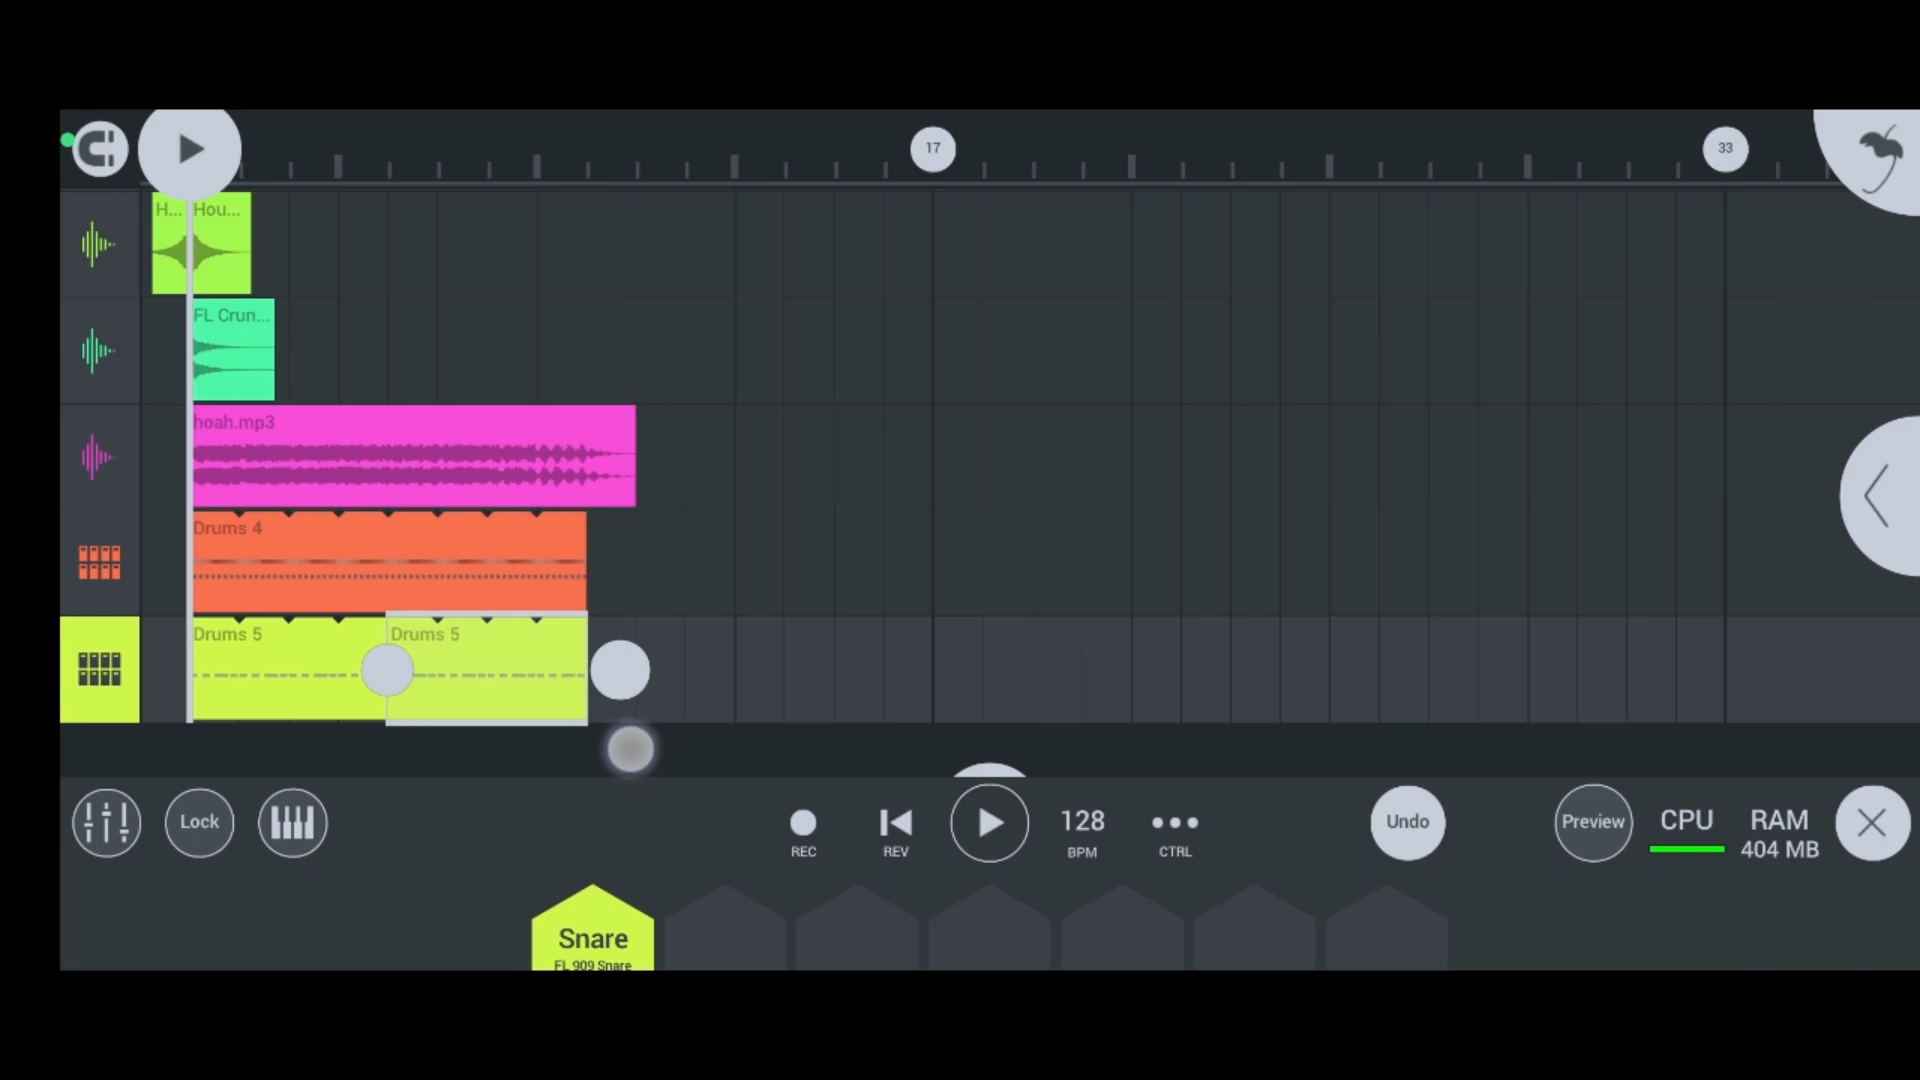 17
33
H...
Hou...
FL Crun...
hoah.mp3
Drums 4
Drums 5
Drums 5
Lock
REC
REV
128
BPM
CTRL
Undo
Preview
CPU
RAM
404 MB
Snare
FL 909 Snare